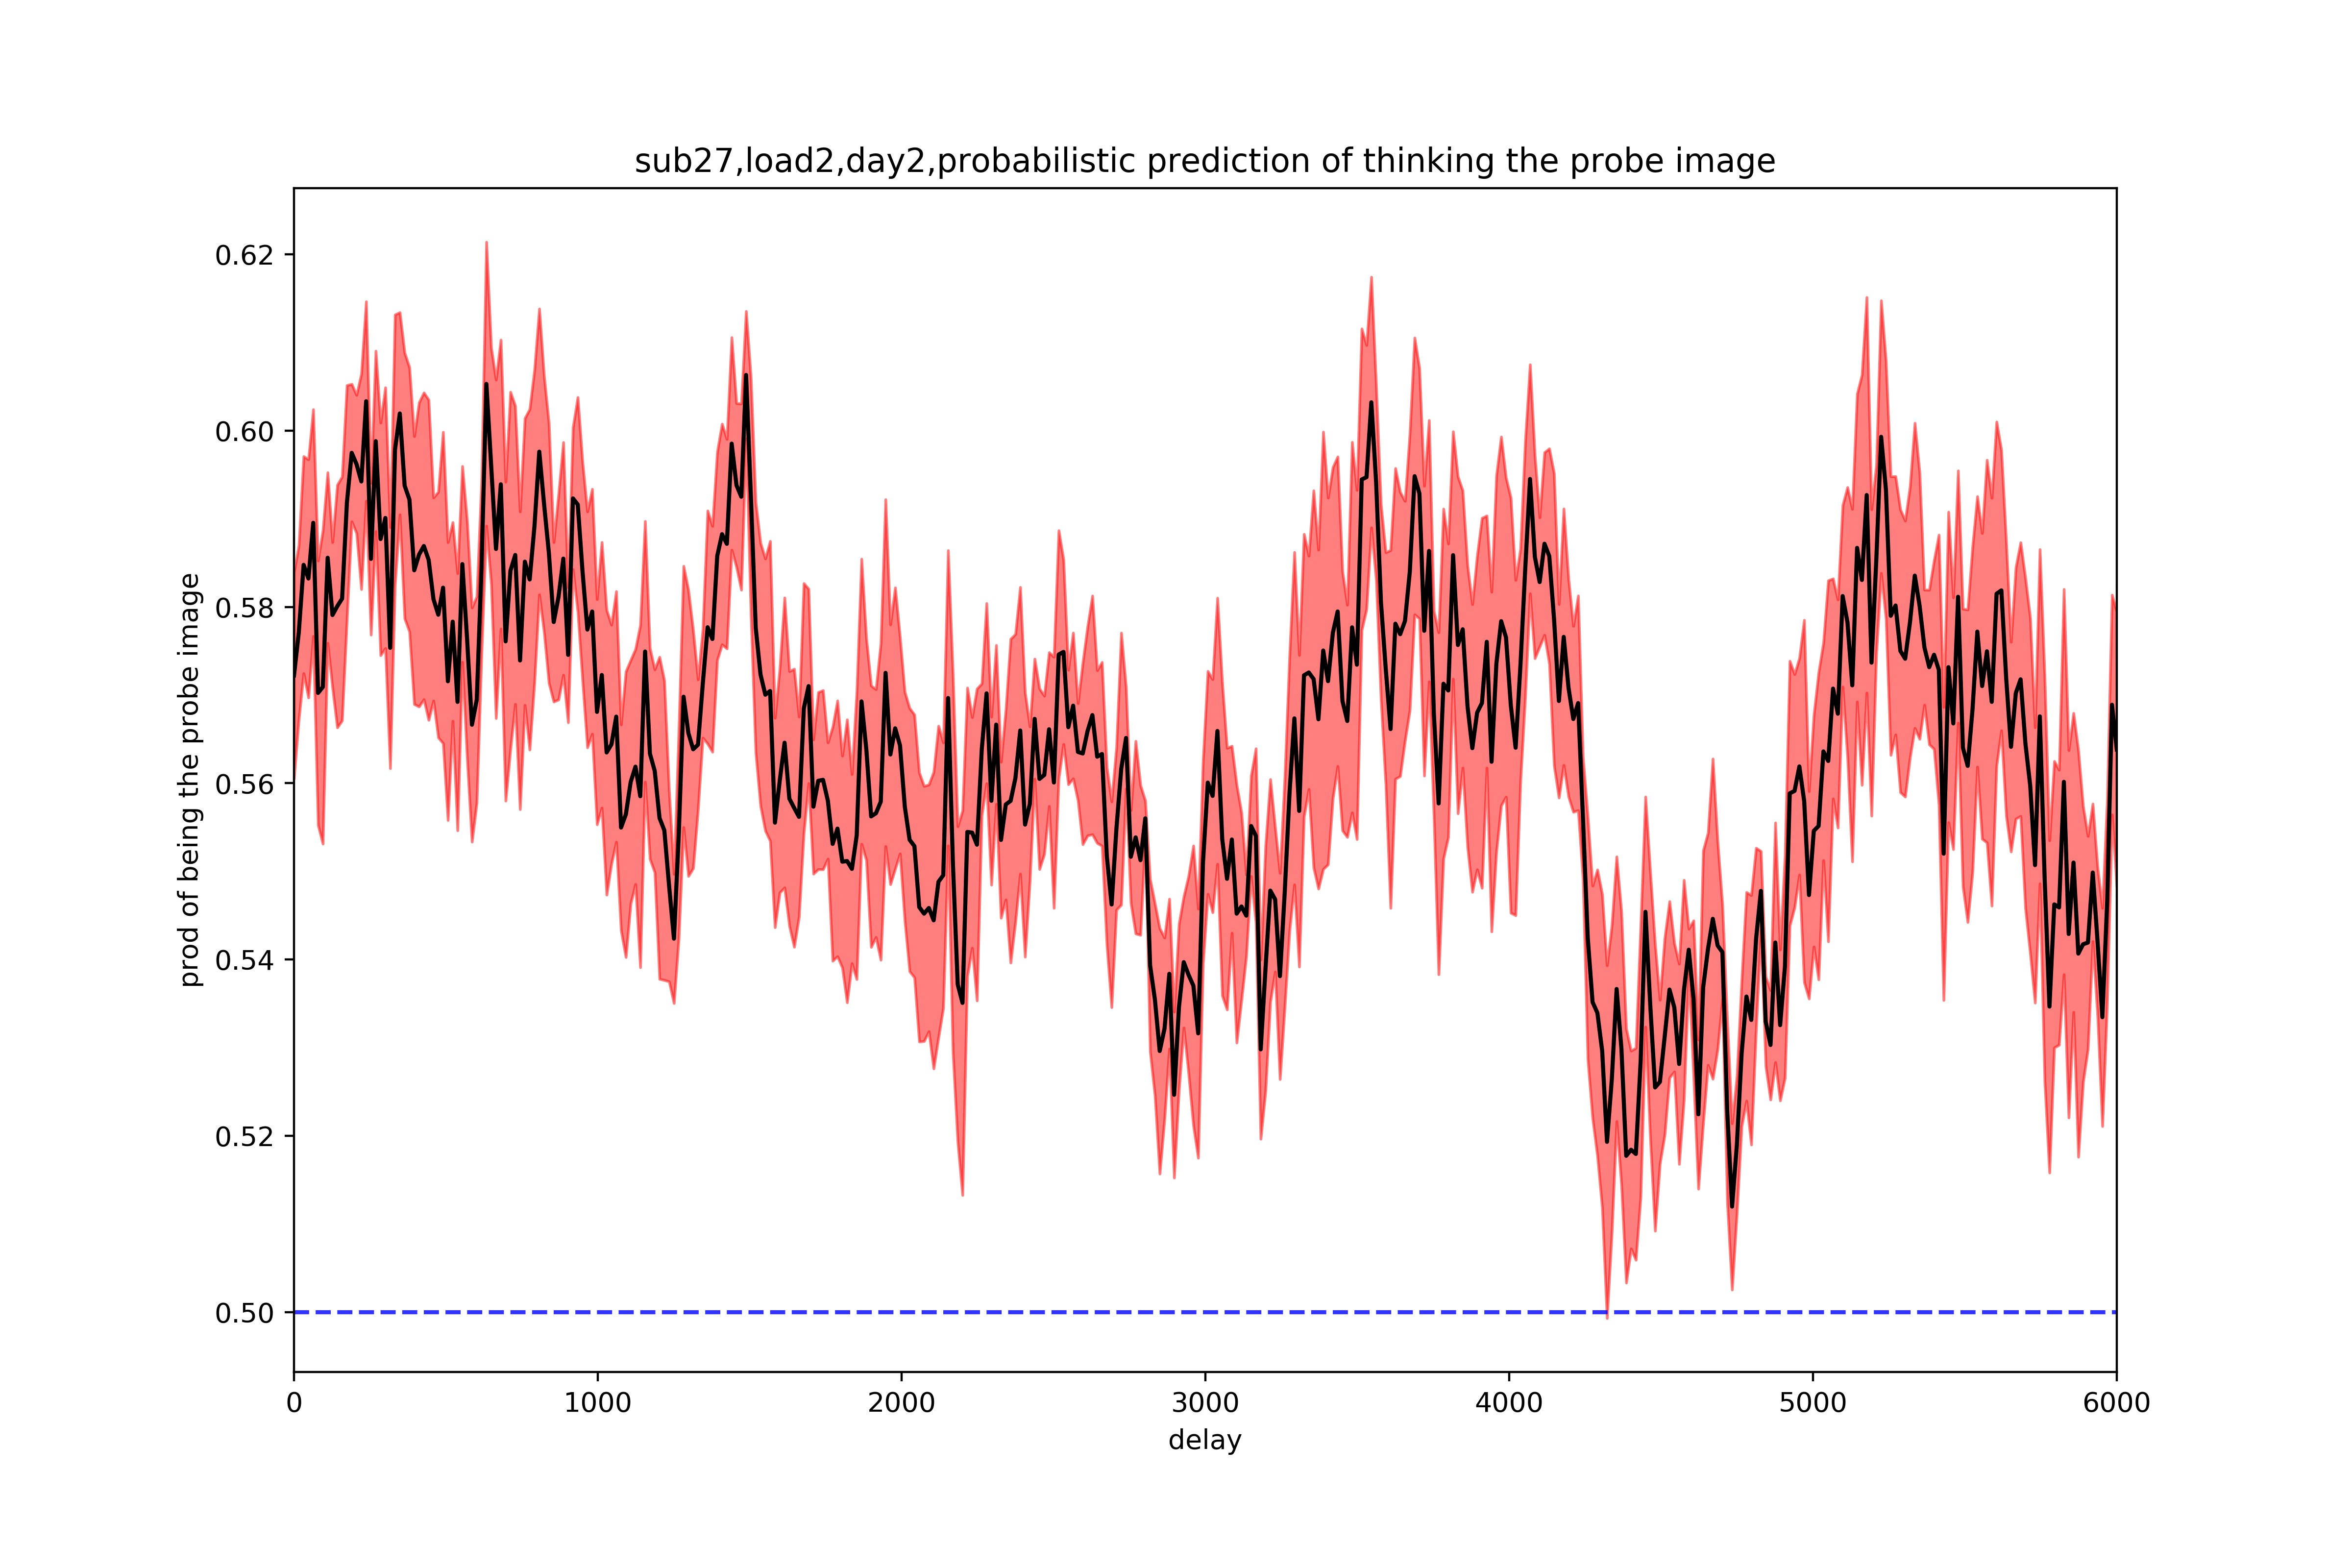 sub27,load2,day2,probabilistic prediction of thinking the probe image
prod of being the probe image
0.62
0.60
0.58
0.56
0.54
0.52
0.50
0 1000 2000 3000 4000 5000 6000
delay